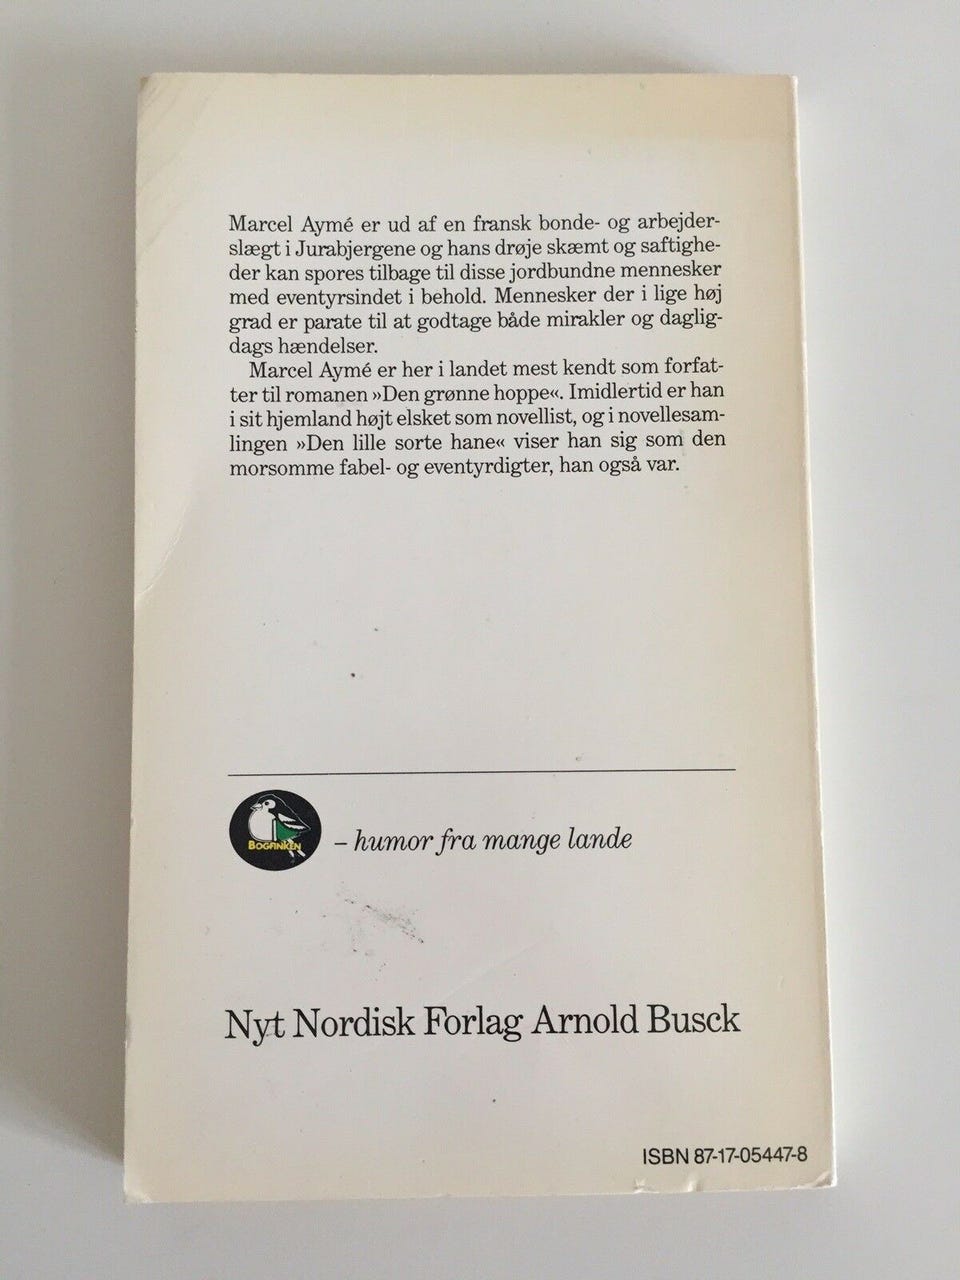 Marcel Aymé er ud af en fransk bonde- og arbejder-
slægt i Jurabjergene og hans drøje skæmt og saftighe-
der kan spores tilbage til disse jordbundne mennesker
med eventyrsindet i behold. Mennesker der i lige høj
grad er parate til at godtage både mirakler og daglig-
dags hændelser.
Marcel Aymé er her i landet mest kendt som forfat-
ter til romanen »Den grønne hoppe«. Imidlertid er han
i sit hjemland højt elsket som novellist, og i novellesam-
lingen »Den lille sorte hane« viser han sig som den
morsomme fabel- og eventyrdigter, han også var.
BOGFINKEN
– humor fra mange lande
Nyt Nordisk Forlag Arnold Busck
ISBN 87-17-05447-8